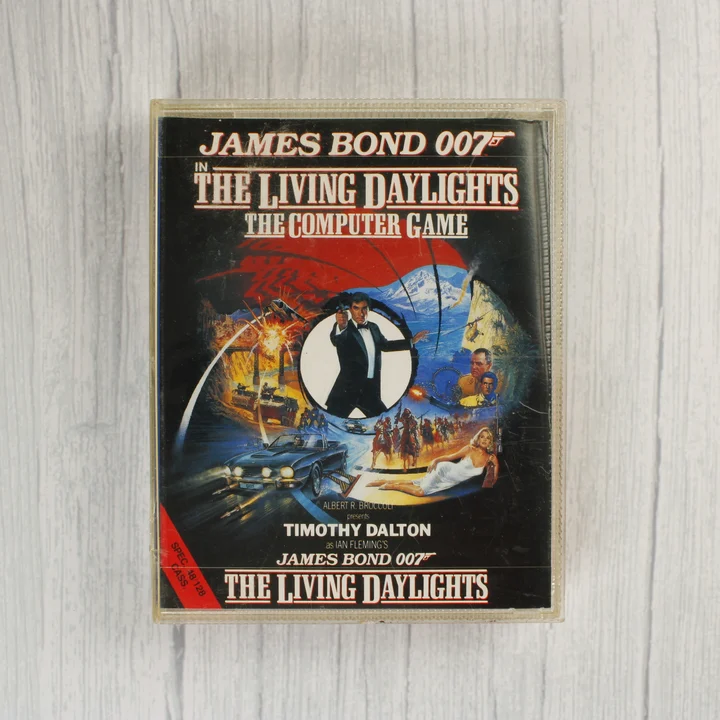 JAMES BOND 007
IN
THE LIVING DAYLIGHTS
THE COMPUTER GAME
ALBERT R. BROCCOLI
presents
TIMOTHY DALTON
as IAN FLEMING'S
JAMES BOND 007
THE LIVING DAYLIGHTS
SPEC 48 128
CASS